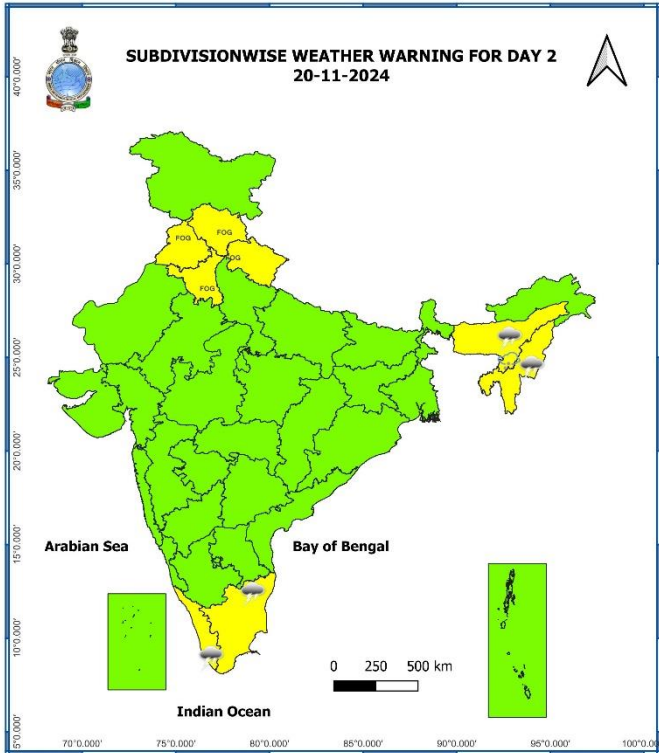 SUBDIVISIONWISE WEATHER WARNING FOR DAY 2
20-11-2024
40°0.000'
35°0.000'
30°0.000'
25°0.000'
20°0.000'
15°0.000'
10°0.000'
5°0.000'
FOG
FOG
FOG
FOG
Arabian Sea
Bay of Bengal
0 250 500 km
Indian Ocean
70°0.000' 75°0.000' 80°0.000' 85°0.000' 90°0.000' 95°0.000' 100°0.000'